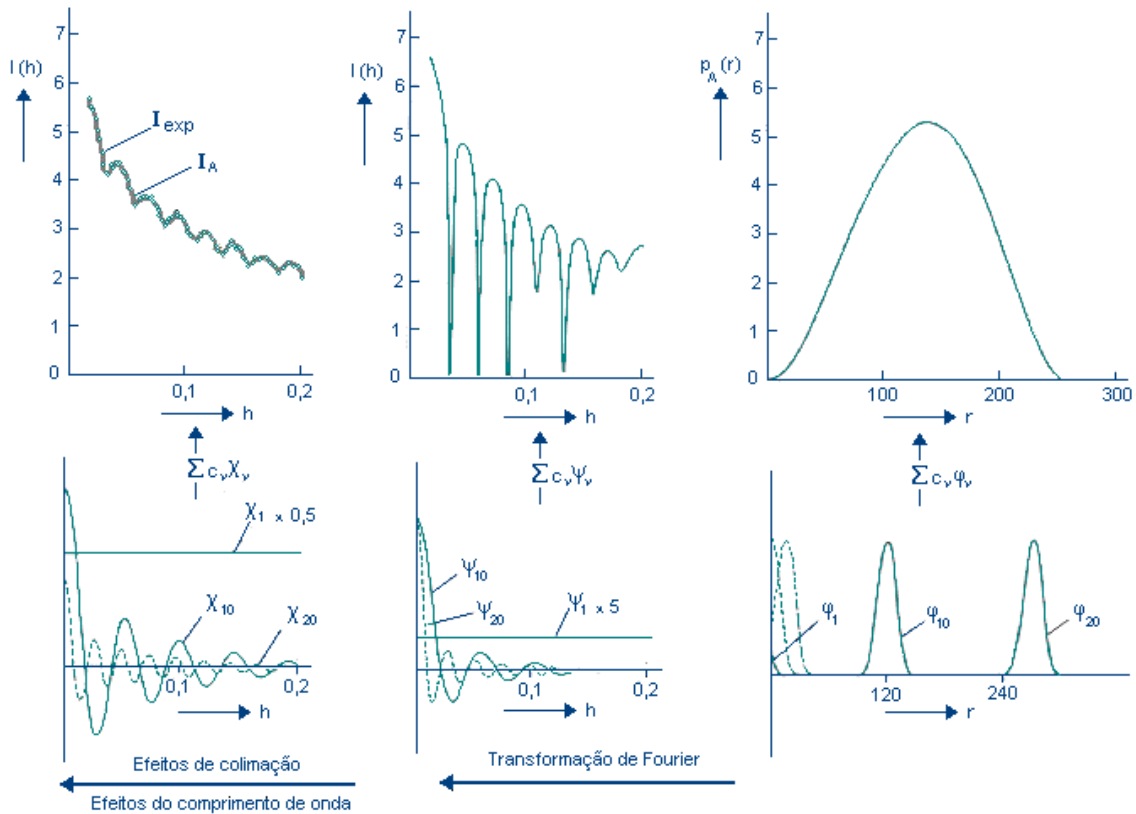 7
6
5
4
3
2
1
0
I(h)
I exp
I A
0,1
0,2
h
7
6
5
4
3
2
1
0
I(h)
0,1
0,2
h
7
6
5
4
3
2
1
0
p A (r)
100
200
300
r
Σ c ν χ ν
χ 1 x 0,5
χ 10
χ 20
0,1
0,2
h
Σ c ν ψ ν
ψ 10
ψ 20
ψ 1 x 5
0,1
0,2
h
Σ c ν φ ν
φ 1
φ 10
φ 20
120
240
r
Efeitos de colimação
Efeitos do comprimento de onda
Transformação de Fourier